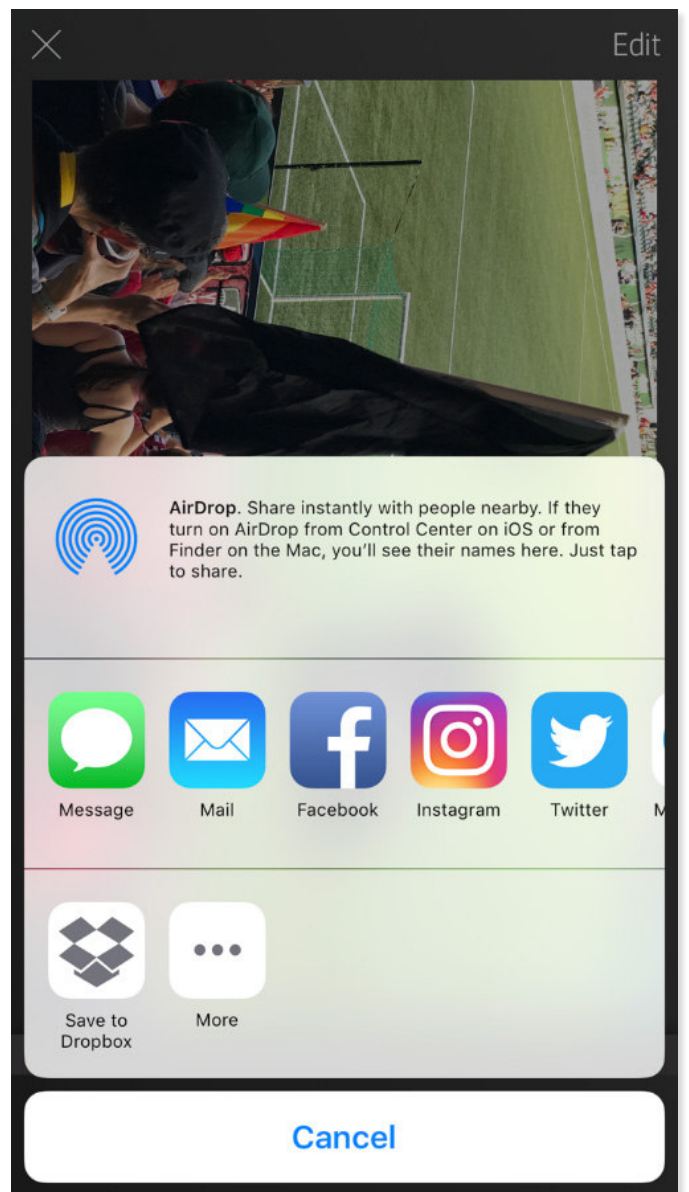 Edit
AirDrop. Share instantly with people nearby. If they
turn on AirDrop from Control Center on iOS or from
Finder on the Mac, you'll see their names here. Just tap
to share.
Message Mail Facebook Instagram Twitter M
Save to
Dropbox
More
Cancel